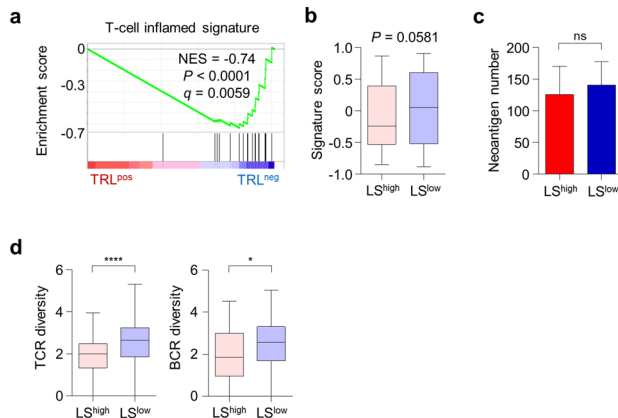 a
T-cell inflamed signature
Enrichment score
0
-0.3
-0.7
NES = -0.74
P < 0.0001
q = 0.0059
TRLpos
TRLneg
b
P = 0.0581
Signature score
1.0
0.5
0
-0.5
-1.0
LShigh
LSlow
c
ns
Neoantigen number
200
150
100
50
0
LShigh
LSlow
d
****
TCR diversity
6
4
2
0
LShigh
LSlow
*
BCR diversity
6
4
2
0
LShigh
LSlow